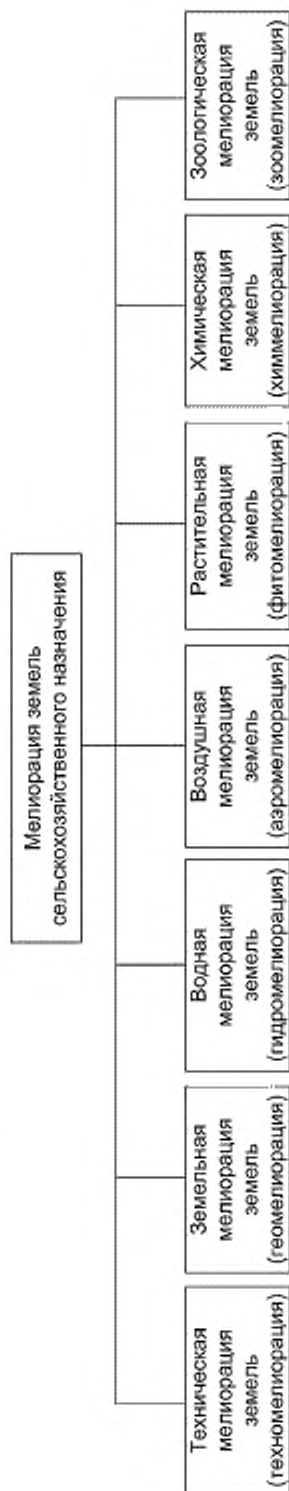 Мелиорация земель
сельскохозяйственного назначения
Техническая
мелиорация
земель
(техномелиорация)
Земельная
мелиорация
земель
(геомелиорация)
Водная
мелиорация
земель
(гидромелиорация)
Воздушная
мелиорация
земель
(аэромелиорация)
Растительная
мелиорация
земель
(фитомелиорация)
Химическая
мелиорация
земель
(химмелиорация)
Зоологическая
мелиорация
земель
(зоомелиорация)